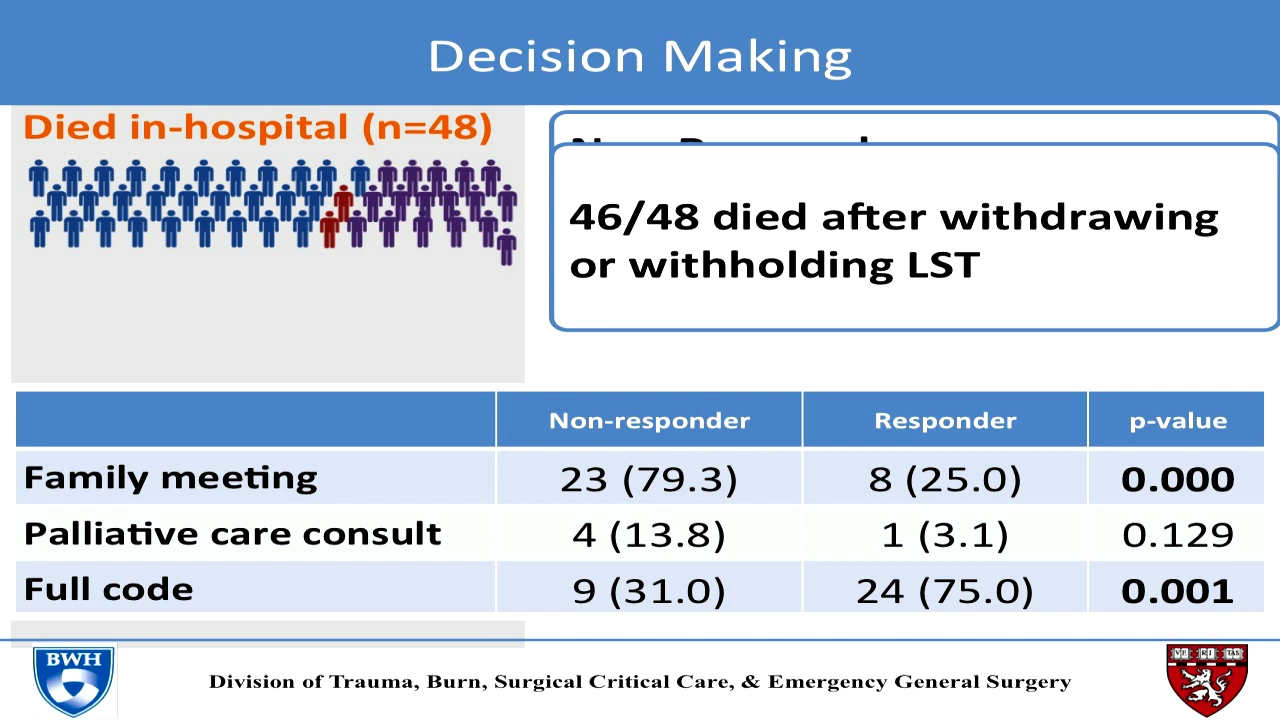 Decision Making
Died in-hospital (n=48)
46/48 died after withdrawing
or withholding LST
Non-responder Responder p-value
Family meeting 23 (79.3) 8 (25.0) 0.000
Palliative care consult 4 (13.8) 1 (3.1) 0.129
Full code 9 (31.0) 24 (75.0) 0.001
BWH
VE RI TAS
Division of Trauma, Burn, Surgical Critical Care, & Emergency General Surgery